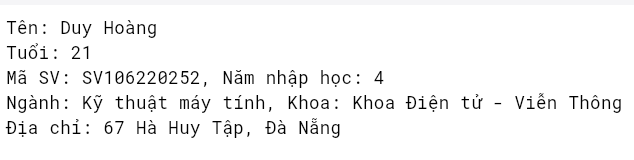 Tên: Duy Hoàng
Tuổi: 21
Mã SV: SV106220252, Năm nhập học: 4
Ngành: Kỹ thuật máy tính, Khoa: Khoa Điện tử - Viễn Thông
Địa chỉ: 67 Hà Huy Tập, Đà Nẵng